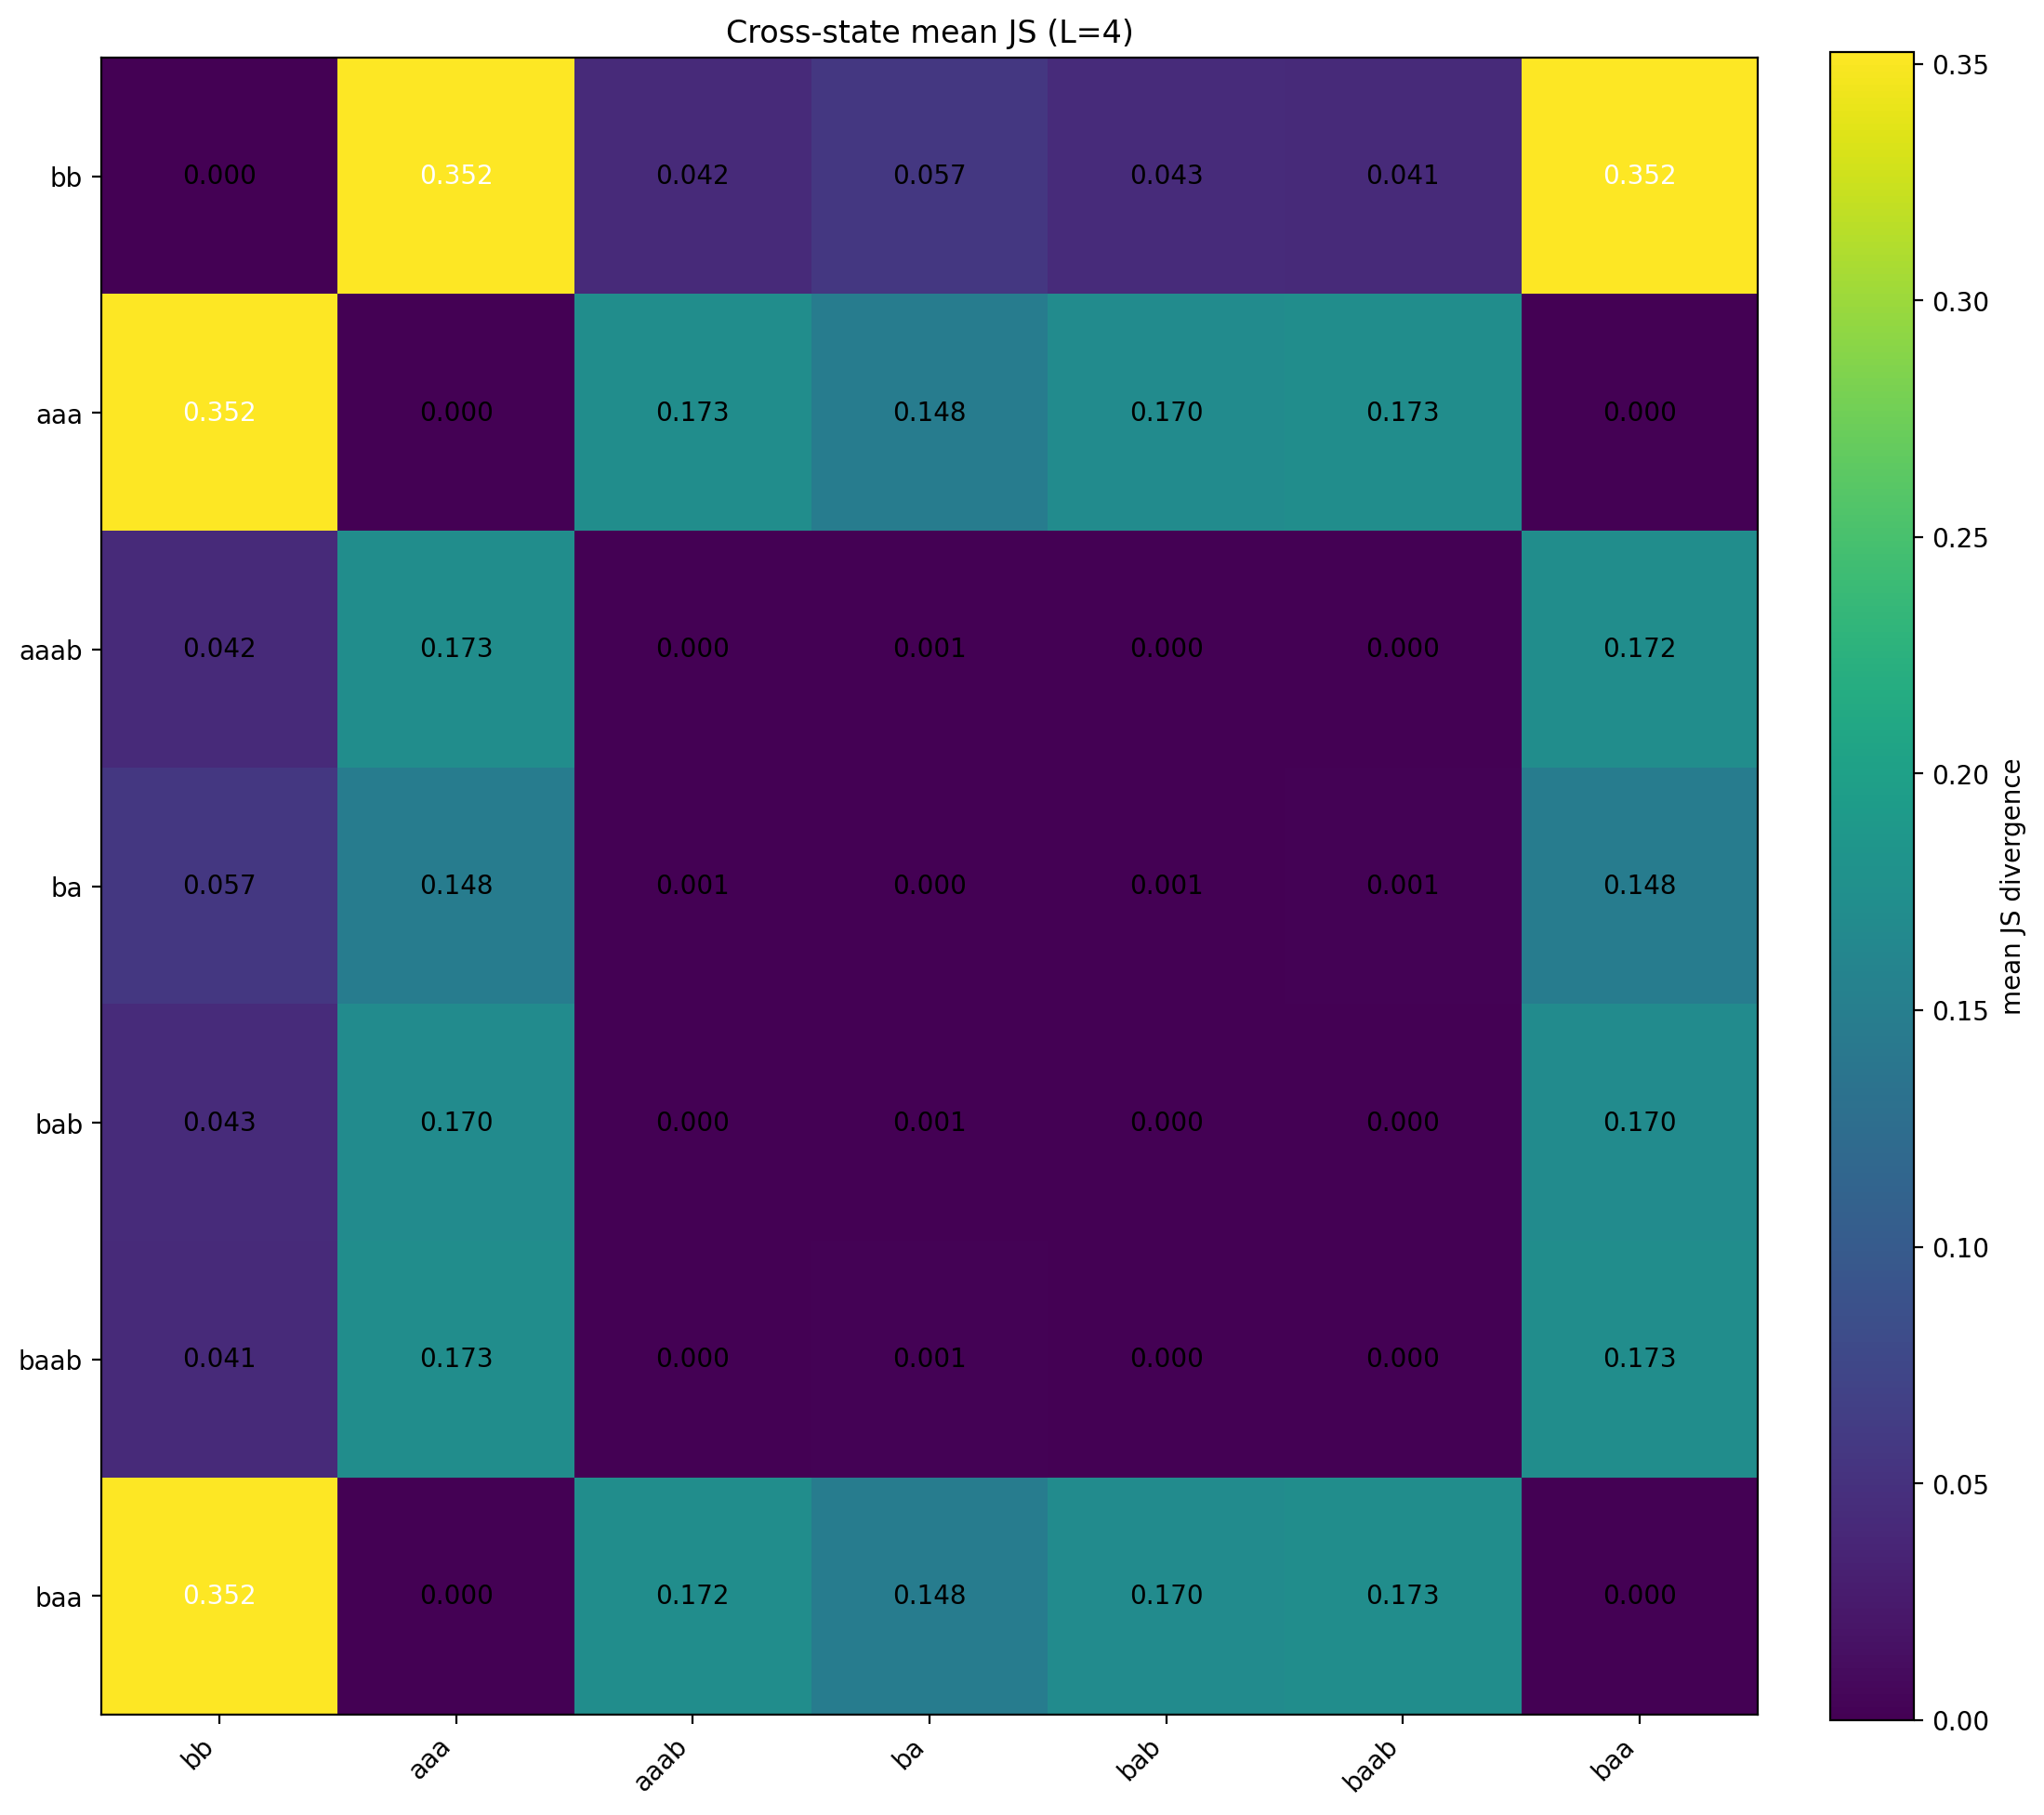 Cross-state mean JS (L=4)
bb 0.000 0.352 0.042 0.057 0.043 0.041 0.352
aaa 0.352 0.000 0.173 0.148 0.170 0.173 0.000
aaab 0.042 0.173 0.000 0.001 0.000 0.000 0.172
ba 0.057 0.148 0.001 0.000 0.001 0.001 0.148
bab 0.043 0.170 0.000 0.001 0.000 0.000 0.170
baab 0.041 0.173 0.000 0.001 0.000 0.000 0.173
baa 0.352 0.000 0.172 0.148 0.170 0.173 0.000
bb aaa aaab ba bab baab baa
0.35
0.30
0.25
0.20
0.15
0.10
0.05
0.00
mean JS divergence